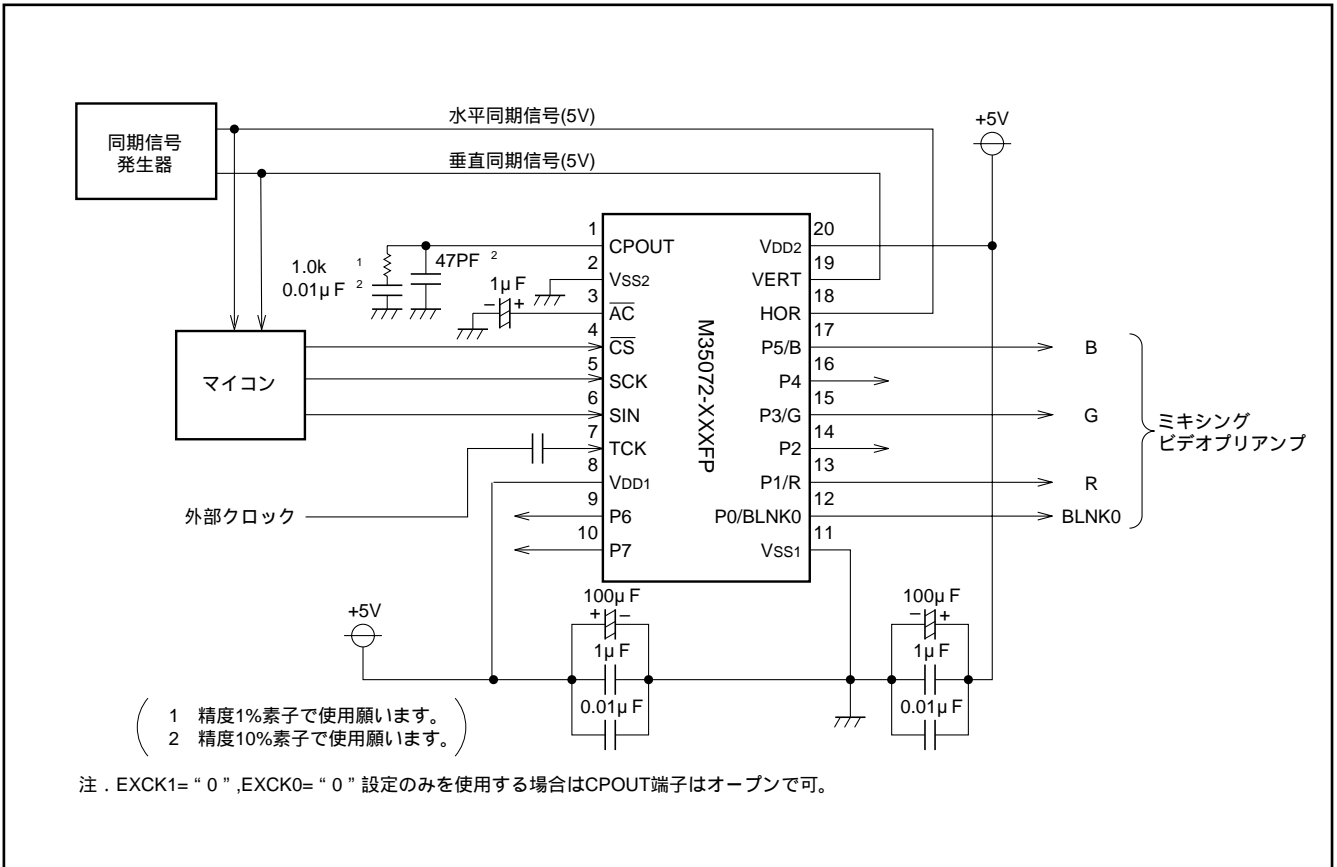 同期信号
発生器
水平同期信号(5V)
垂直同期信号(5V)
+5V
1.0k 1
0.01μF 2
47PF 2
1μF
− +
マイコン
外部クロック
1 CPOUT
2 VSS2
3 AC
4 CS
5 SCK
6 SIN
7 TCK
8 VDD1
9 P6
10 P7
M35072-XXXFP
20 VDD2
19 VERT
18 HOR
17 P5/B
16 P4
15 P3/G
14 P2
13 P1/R
12 P0/BLNK0
11 VSS1
B
G
R
BLNK0
ミキシング
ビデオプリアンプ
+5V
100μF
+ −
1μF
0.01μF
100μF
− +
1μF
0.01μF
1 精度1%素子で使用願います。
2 精度10%素子で使用願います。
注．EXCK1=“0”,EXCK0=“0”設定のみを使用する場合はCPOUT端子はオープンで可。